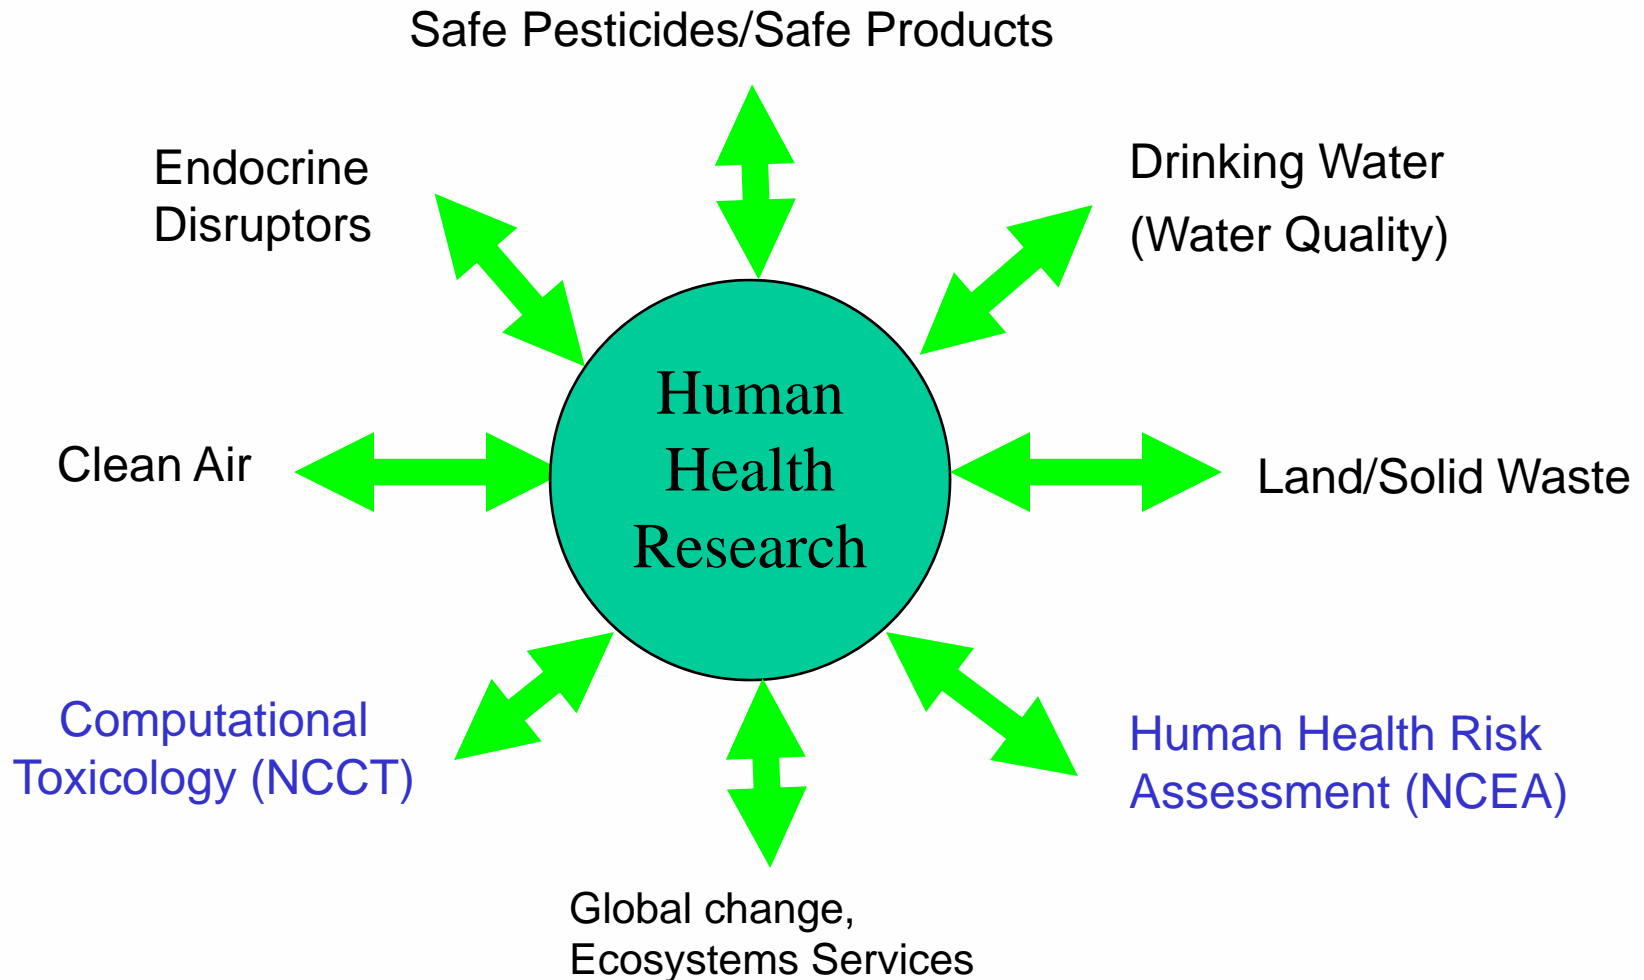 Safe Pesticides/Safe Products
Endocrine
Disruptors
Drinking Water
(Water Quality)
Human
Health
Research
Clean Air
Land/Solid Waste
Computational
Toxicology (NCCT)
Human Health Risk
Assessment (NCEA)
Global change,
Ecosystems Services